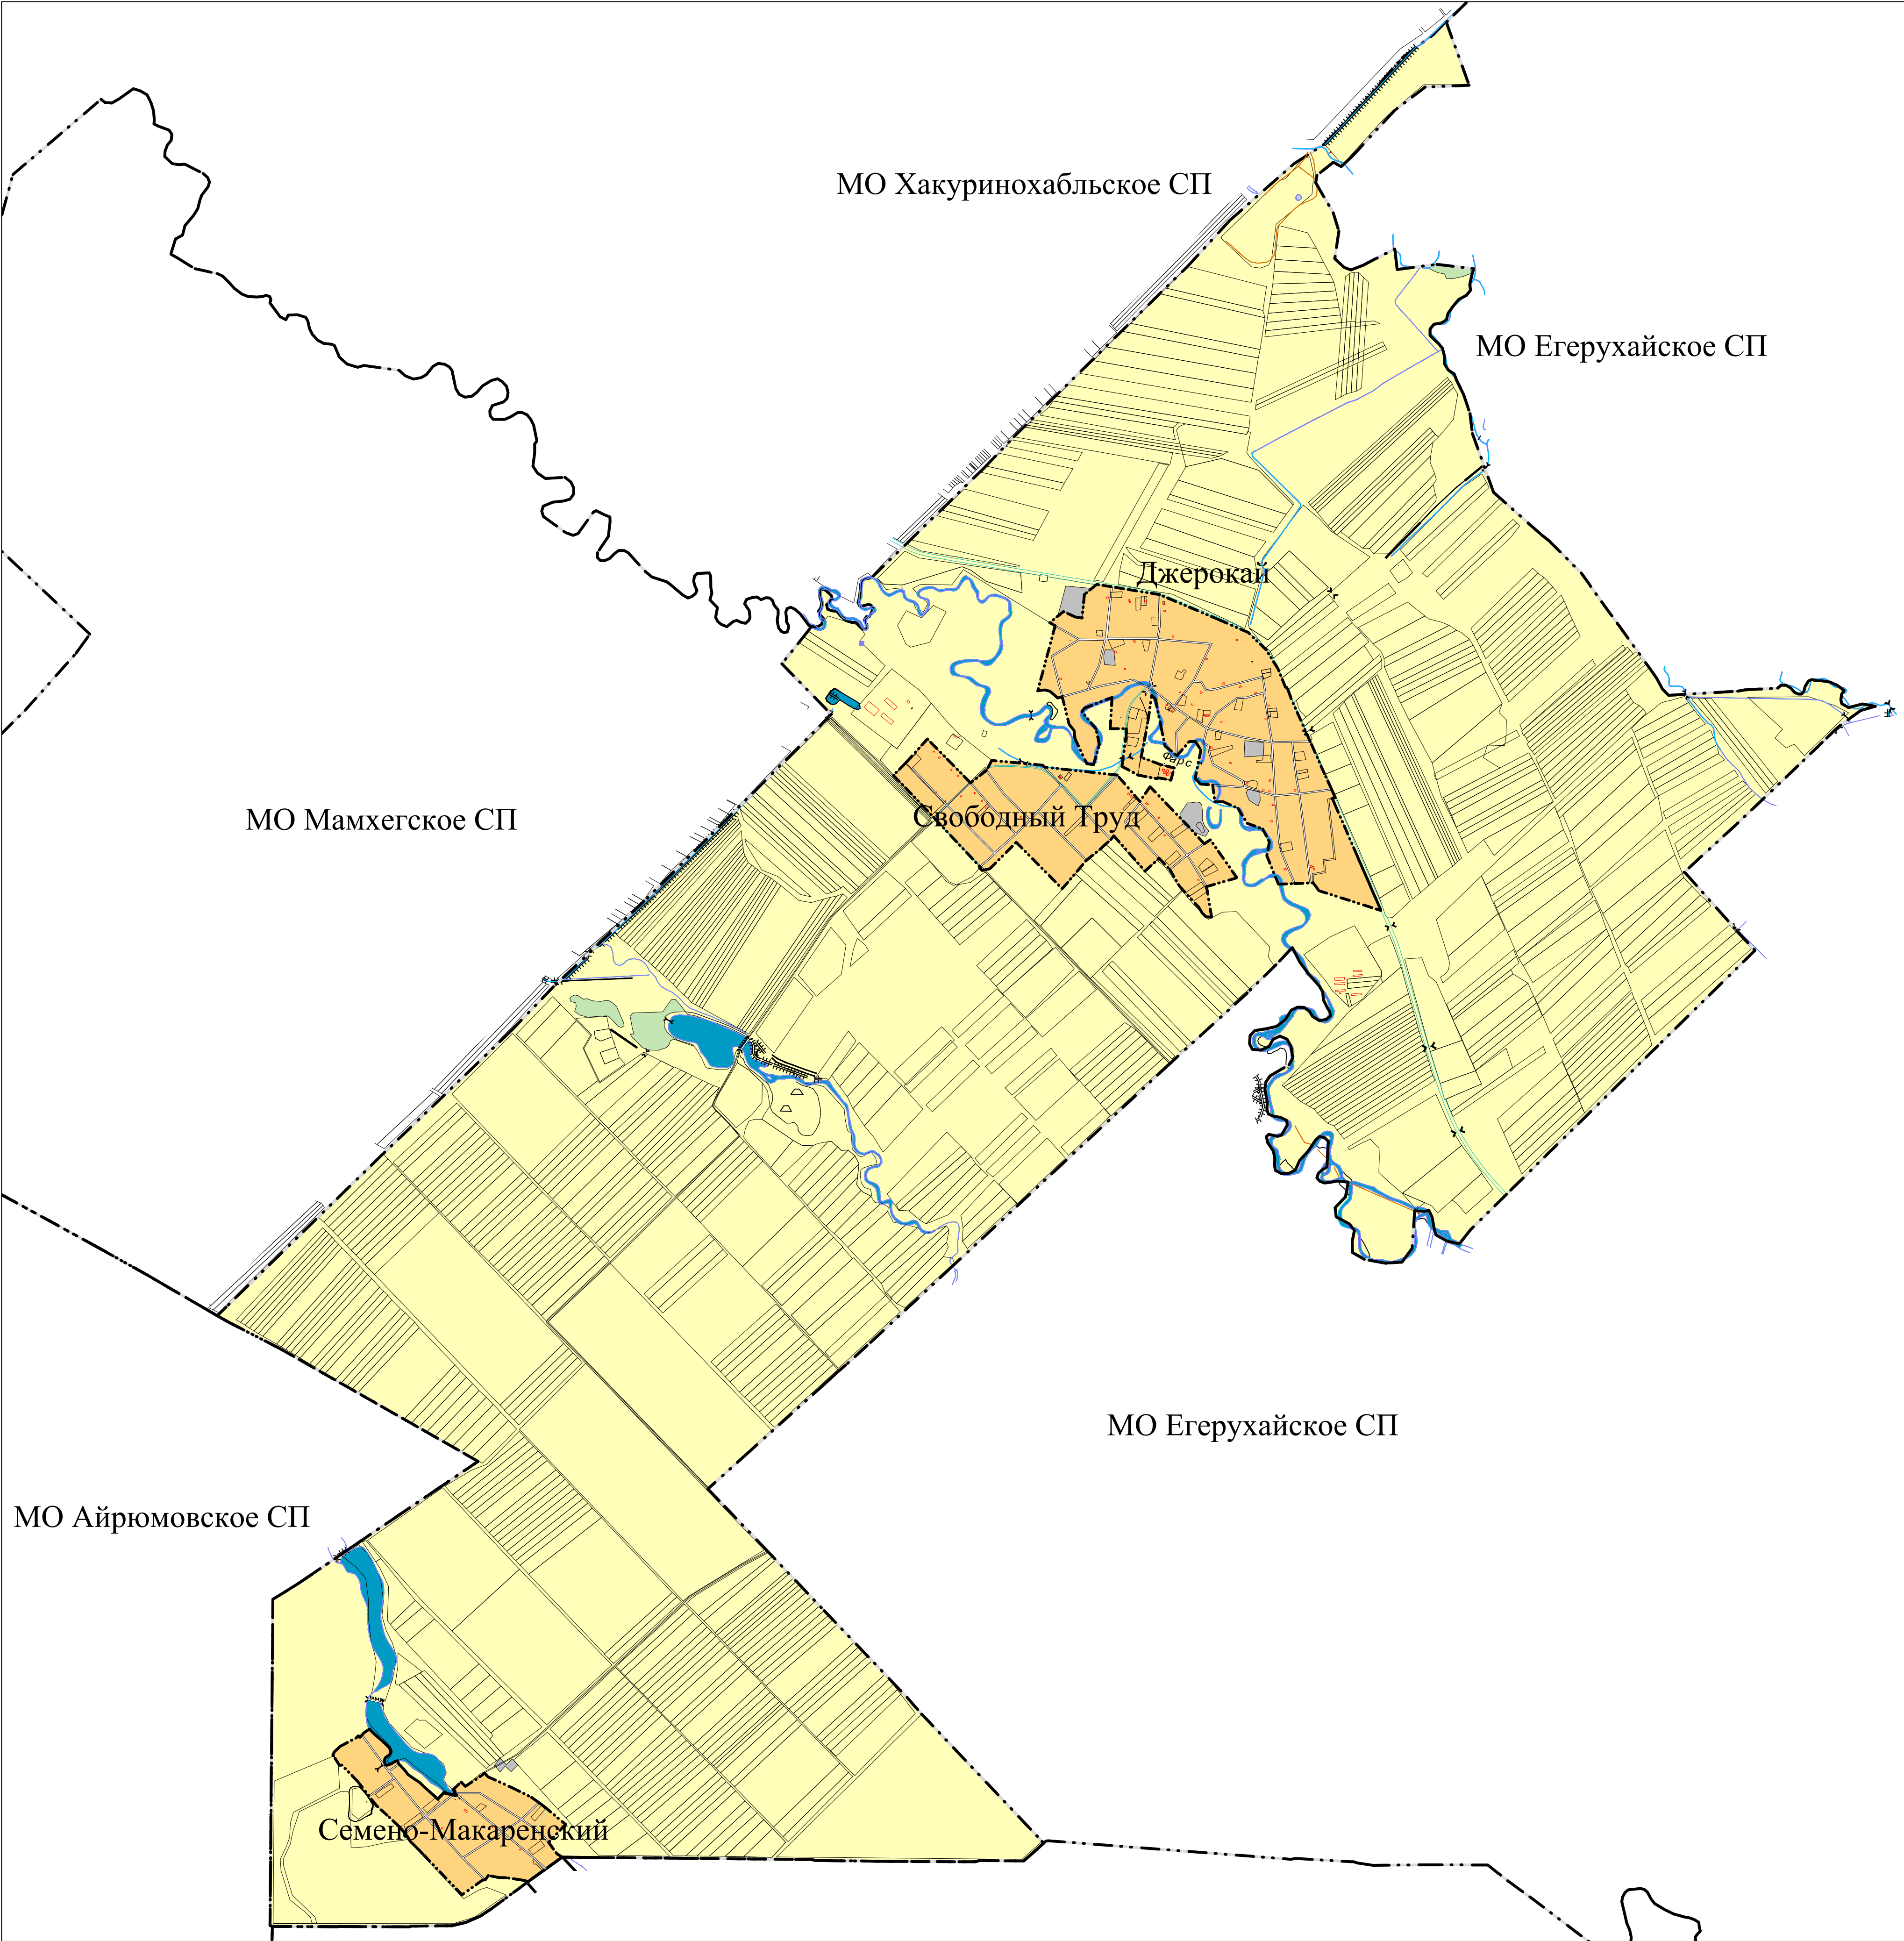 МО Хакуринохабльское СП
МО Егерухайское СП
Джерокай
Фарс
Свободный Труд
МО Мамхегское СП
МО Егерухайское СП
МО Айрюмовское СП
Семено-Макаренский